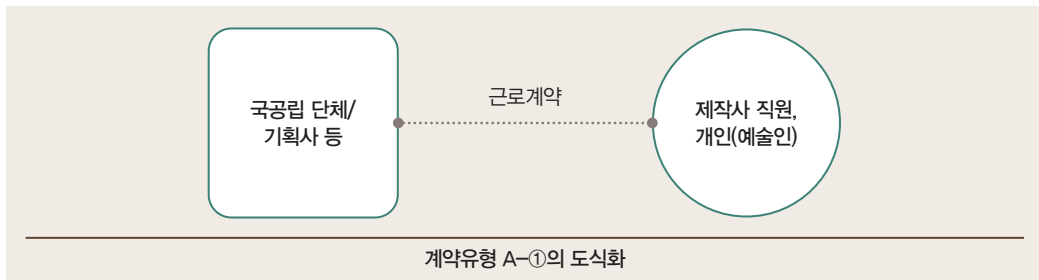 국공립 단체/
기획사 등
근로계약
제작사 직원,
개인(예술인)
계약유형 A-①의 도식화